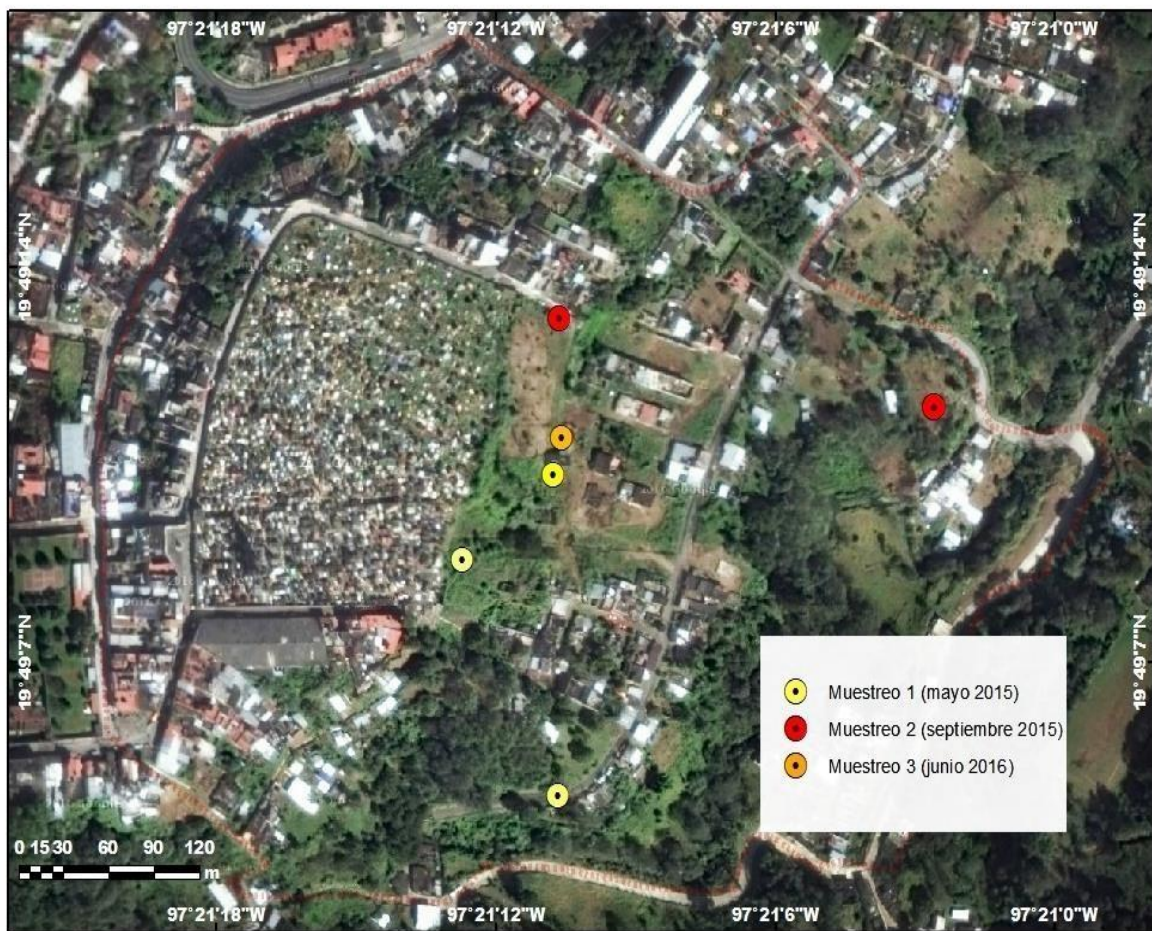 97°21'18"W 97°21'12"W 97°21'6"W 97°21'0"W
19°49'14"N 19°49'14"N
19°49'7"N 19°49'7"N
Muestreo 1 (mayo 2015)
Muestreo 2 (septiembre 2015)
Muestreo 3 (junio 2016)
0 15 30 60 90 120
m
97°21'18"W 97°21'12"W 97°21'6"W 97°21'0"W